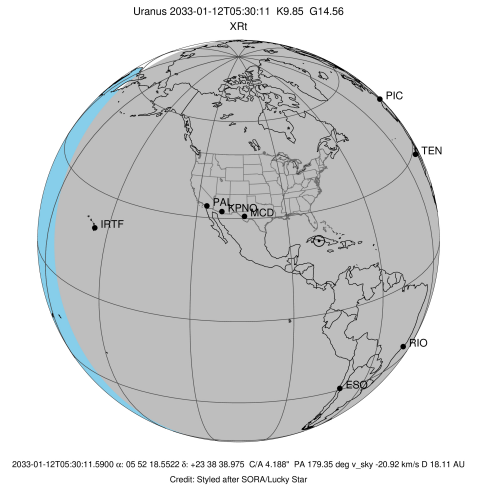 Uranus 2033-01-12T05:30:11 K9.85 G14.56
XRt
PIC
TEN
PAL
KPNO
MCD
IRTF
RIO
ESO
2033-01-12T05:30:11.5900 α: 05 52 18.5522 δ: +23 38 38.975 C/A 4.188" PA 179.35 deg v_sky -20.92 km/s D 18.11 AU
Credit: Styled after SORA/Lucky Star